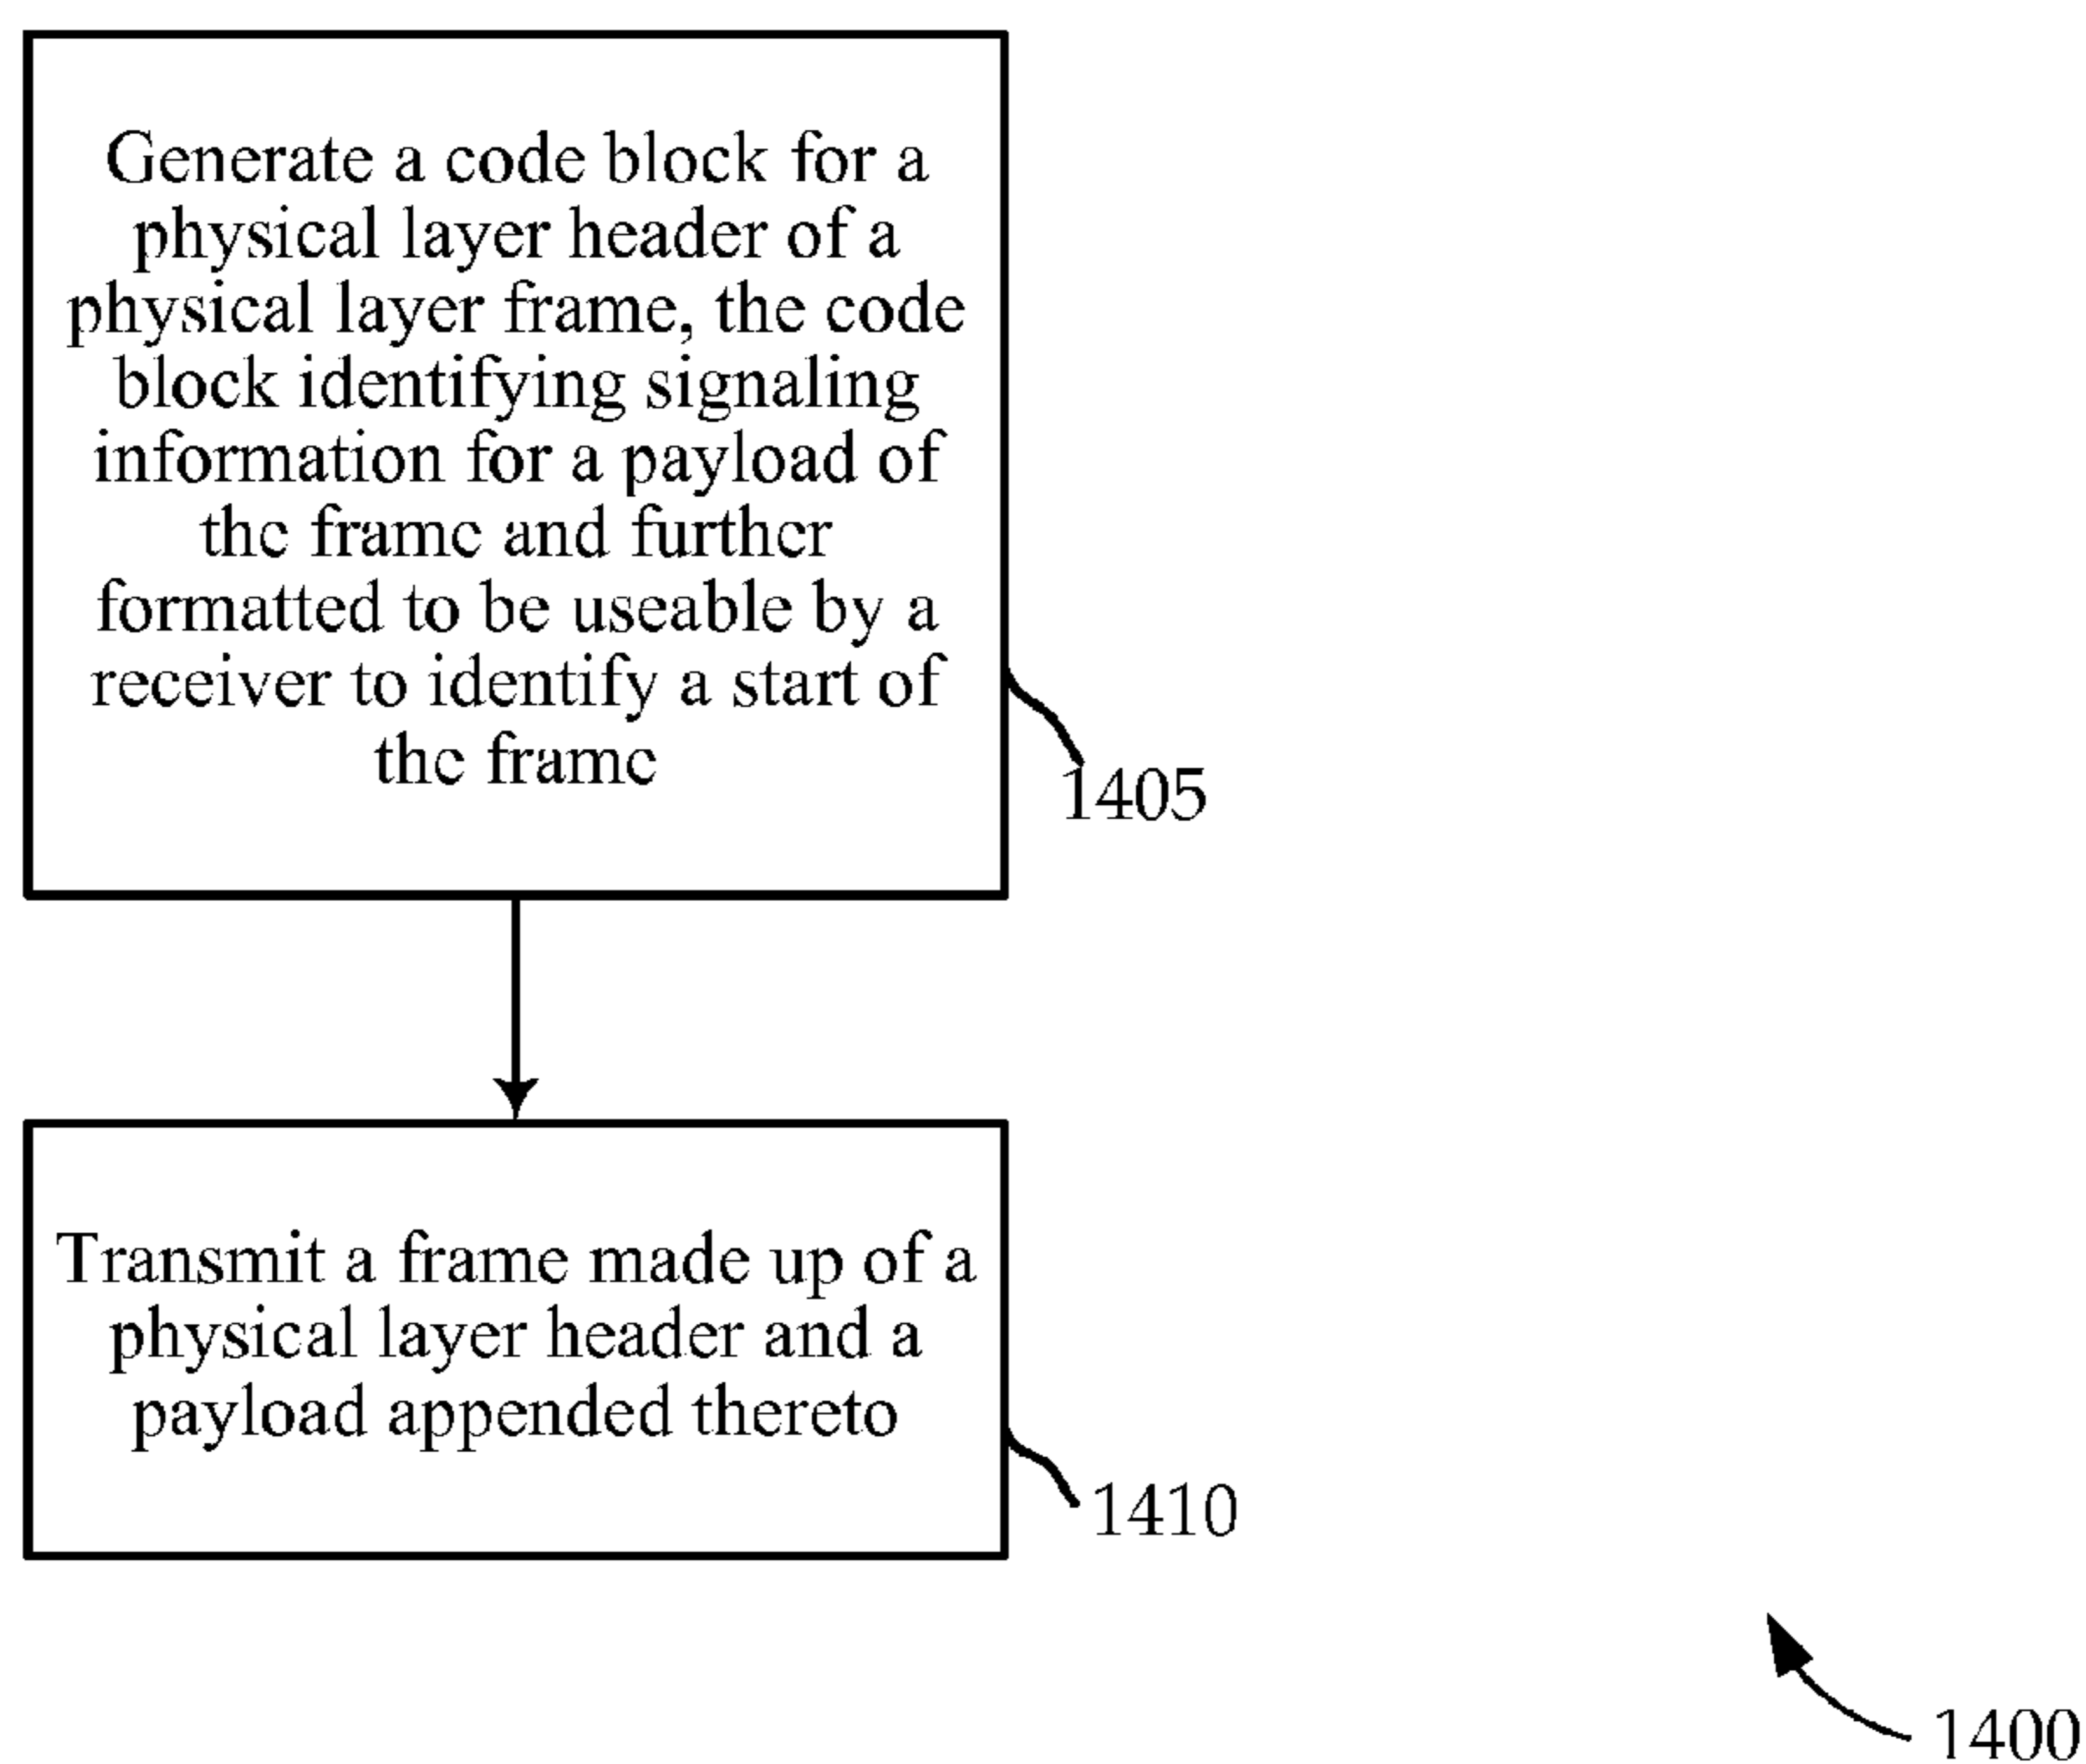 Generate a code block for a
physical layer header of a
physical layer frame, the code
block identifying signaling
information for a payload of
the frame and further
formatted to be useable by a
receiver to identify a start of
the frame
1405
Transmit a frame made up of a
physical layer header and a
payload appended thereto
1410
1400